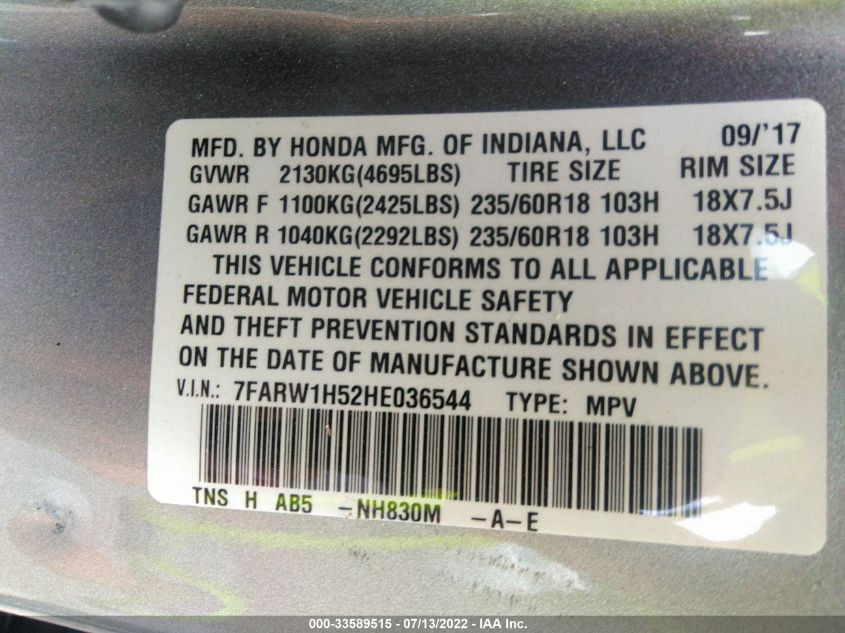 MFD. BY HONDA MFG. OF INDIANA, LLC 09/'17
GVWR 2130KG(4695LBS) TIRE SIZE RIM SIZE
GAWR F 1100KG(2425LBS) 235/60R18 103H 18X7.5J
GAWR R 1040KG(2292LBS) 235/60R18 103H 18X7.5J
THIS VEHICLE CONFORMS TO ALL APPLICABLE
FEDERAL MOTOR VEHICLE SAFETY
AND THEFT PREVENTION STANDARDS IN EFFECT
ON THE DATE OF MANUFACTURE SHOWN ABOVE.
V.I.N.: 7FARW1H52HE036544 TYPE: MPV
TNS H AB5 -NH830M -A-E
000-33589515 - 07/13/2022 - IAA Inc.